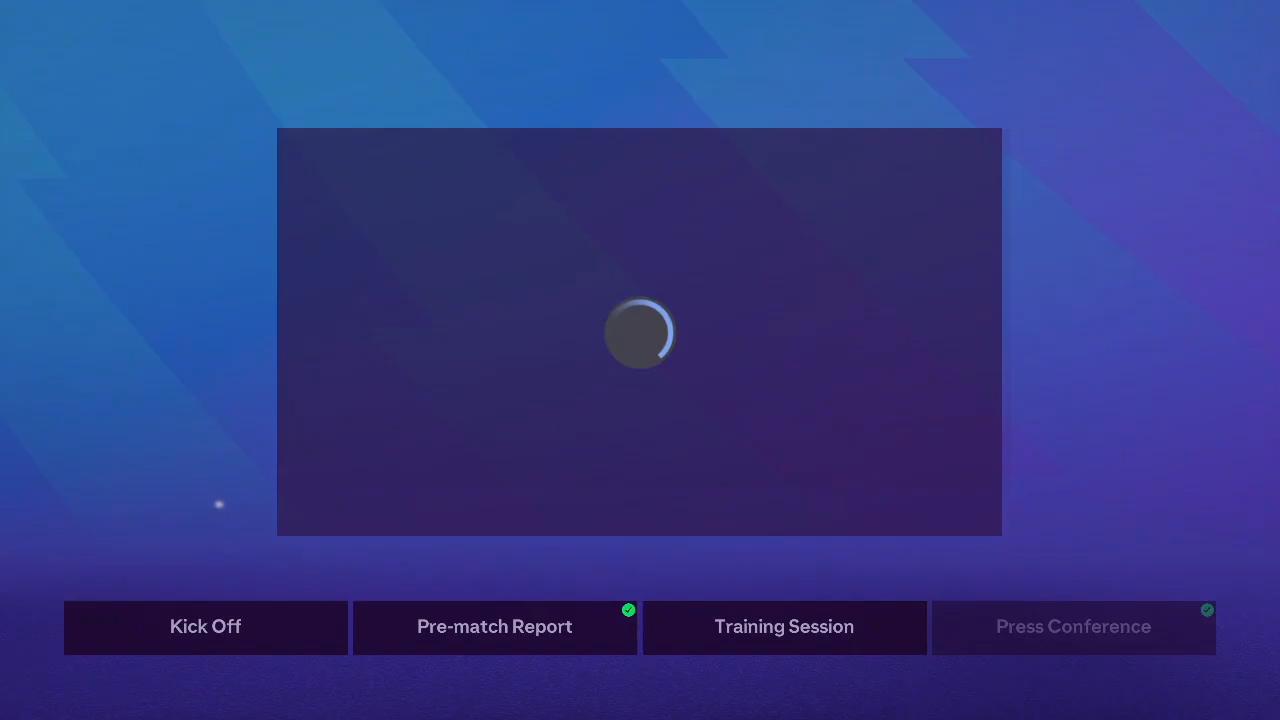 Kick Off
Pre-match Report
Training Session
Press Conference